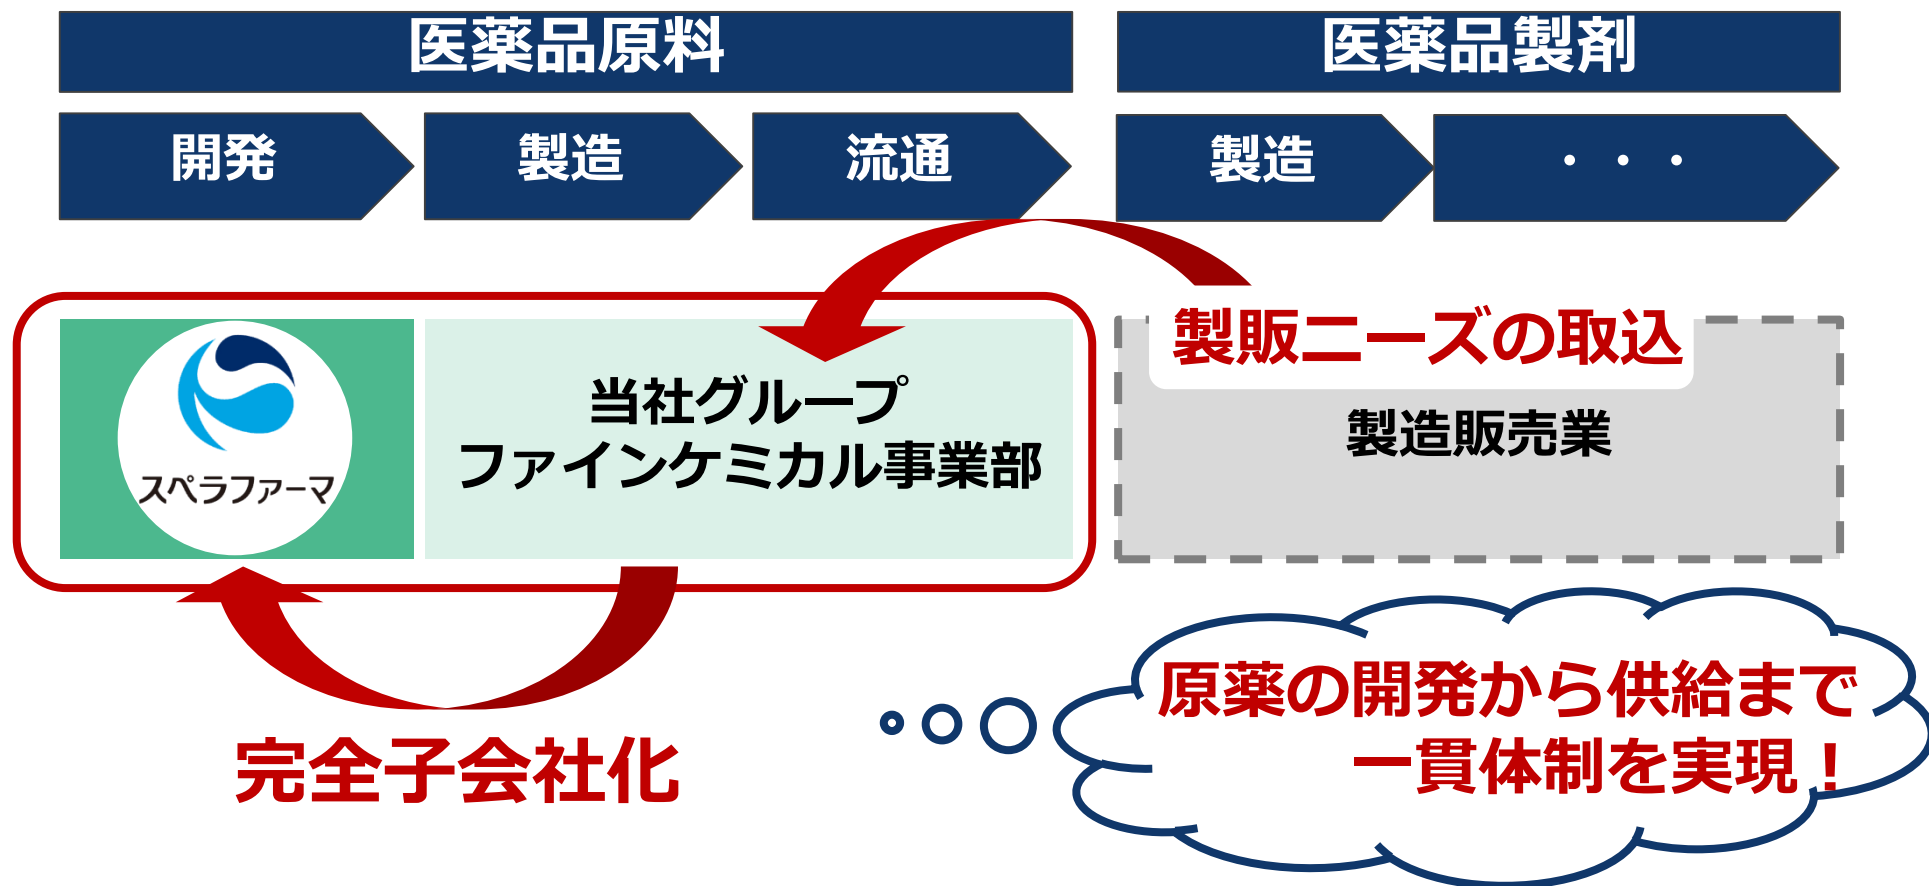 医薬品原料
医薬品製剤
開発
製造
流通
製造
・・・
製販ニーズの取込
スペラファーマ
当社グループ
ファインケミカル事業部
製造販売業
完全子会社化
原薬の開発から供給まで
一貫体制を実現！